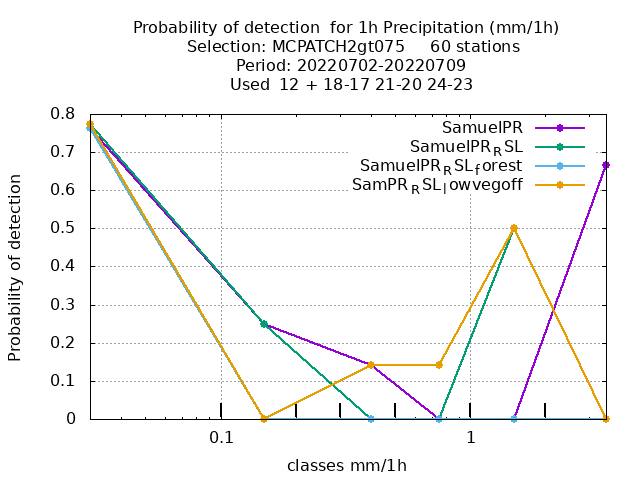 Probability of detection  for 1h Precipitation (mm/1h)
Selection: MCPATCH2gt075     60 stations
Period: 20220702-20220709
Used  12 + 18-17 21-20 24-23
SamuelPR
SamuelPR_RSL
SamuelPR_RSL_forest
SamPR_RSL_lowvegoff
Probability of detection
0.8
0.7
0.6
0.5
0.4
0.3
0.2
0.1
0
0.1
1
classes mm/1h